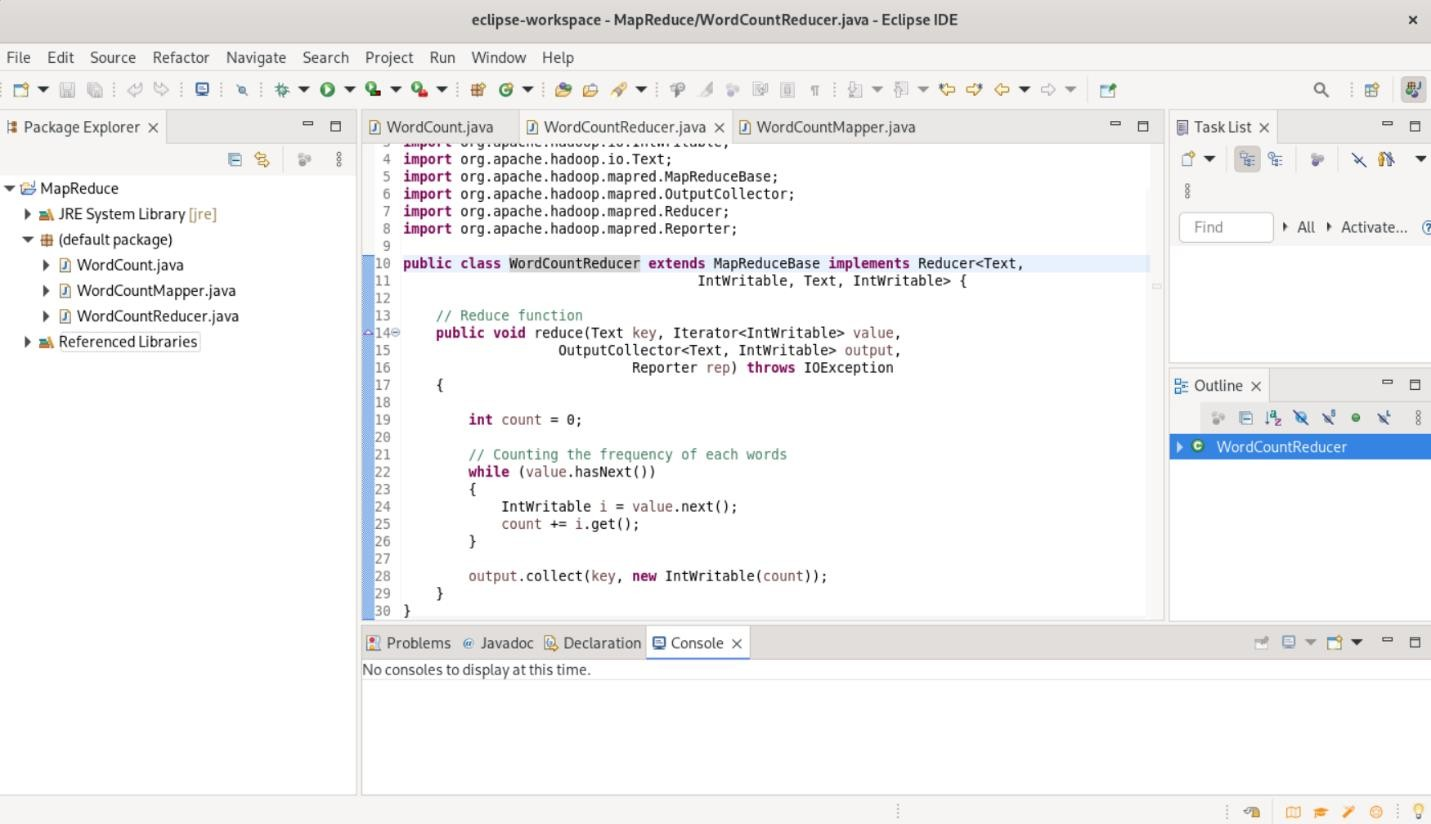 eclipse-workspace - MapReduce/WordCountReducer.java - Eclipse IDE
File Edit Source Refactor Navigate Search Project Run Window Help
Package Explorer
MapReduce
JRE System Library [jre]
(default package)
WordCount.java
WordCountMapper.java
WordCountReducer.java
Referenced Libraries
WordCount.java WordCountReducer.java WordCountMapper.java
3 import org.apache.hadoop.io.IntWritable;
4 import org.apache.hadoop.io.Text;
5 import org.apache.hadoop.mapred.MapReduceBase;
6 import org.apache.hadoop.mapred.OutputCollector;
7 import org.apache.hadoop.mapred.Reducer;
8 import org.apache.hadoop.mapred.Reporter;
9
10 public class WordCountReducer extends MapReduceBase implements Reducer<Text,
11 IntWritable, Text, IntWritable> {
12
13 // Reduce function
14 public void reduce(Text key, Iterator<IntWritable> value,
15 OutputCollector<Text, IntWritable> output,
16 Reporter rep) throws IOException
17 {
18
19 int count = 0;
20
21 // Counting the frequency of each words
22 while (value.hasNext())
23 {
24 IntWritable i = value.next();
25 count += i.get();
26 }
27
28 output.collect(key, new IntWritable(count));
29 }
30 }
Problems @ Javadoc Declaration Console
No consoles to display at this time.
Task List
Find All Activate...
Outline
WordCountReducer